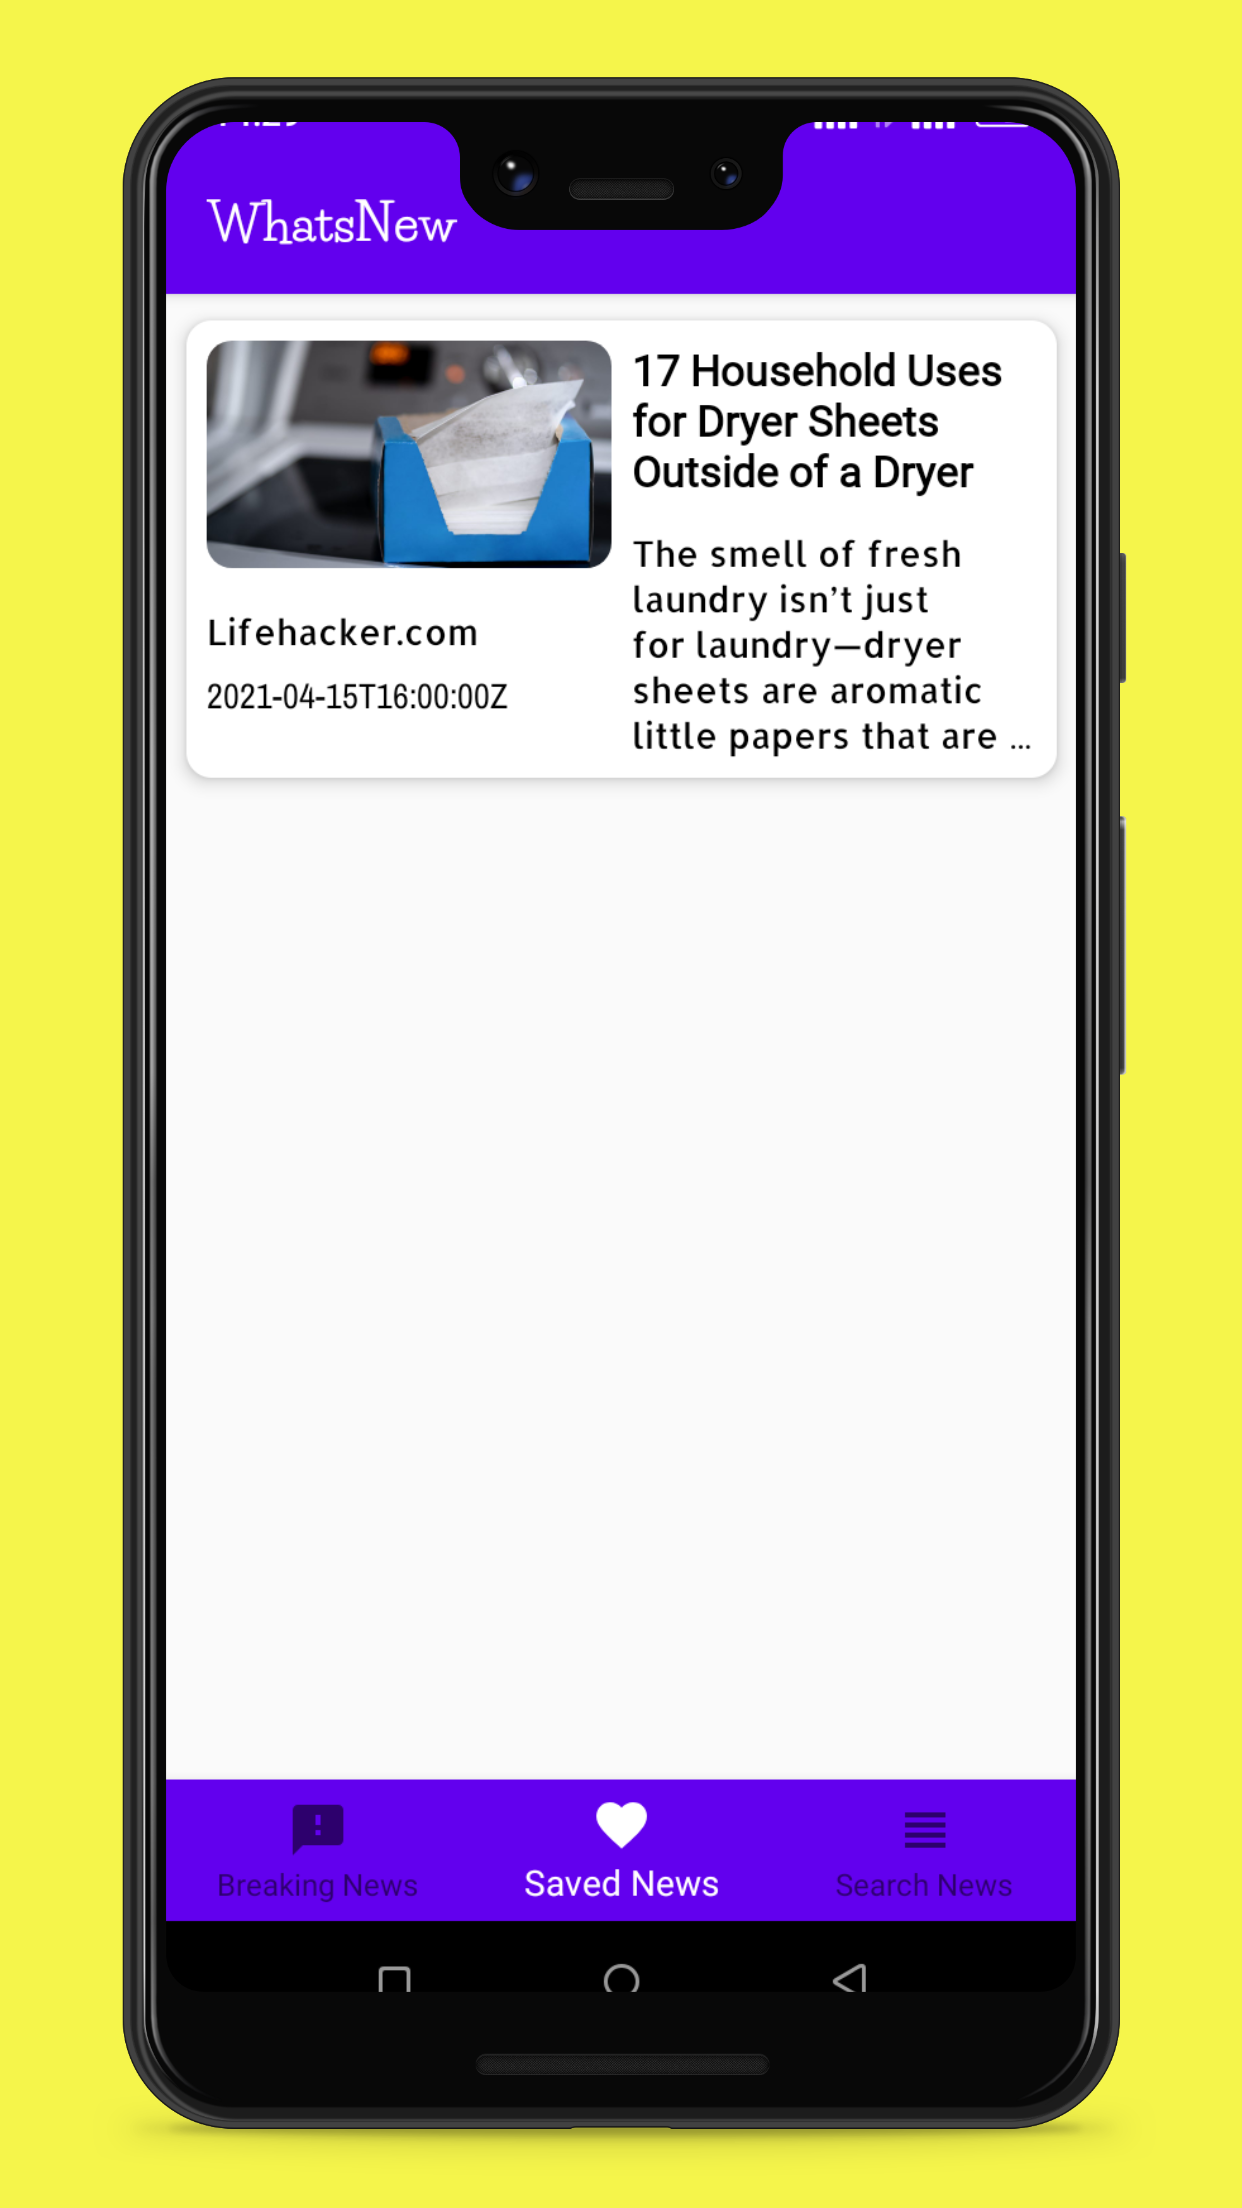 WhatsNew
17 Household Uses
for Dryer Sheets
Outside of a Dryer
The smell of fresh
laundry isn’t just
for laundry—dryer
sheets are aromatic
little papers that are ...
Lifehacker.com
2021-04-15T16:00:00Z
Breaking News
Saved News
Search News